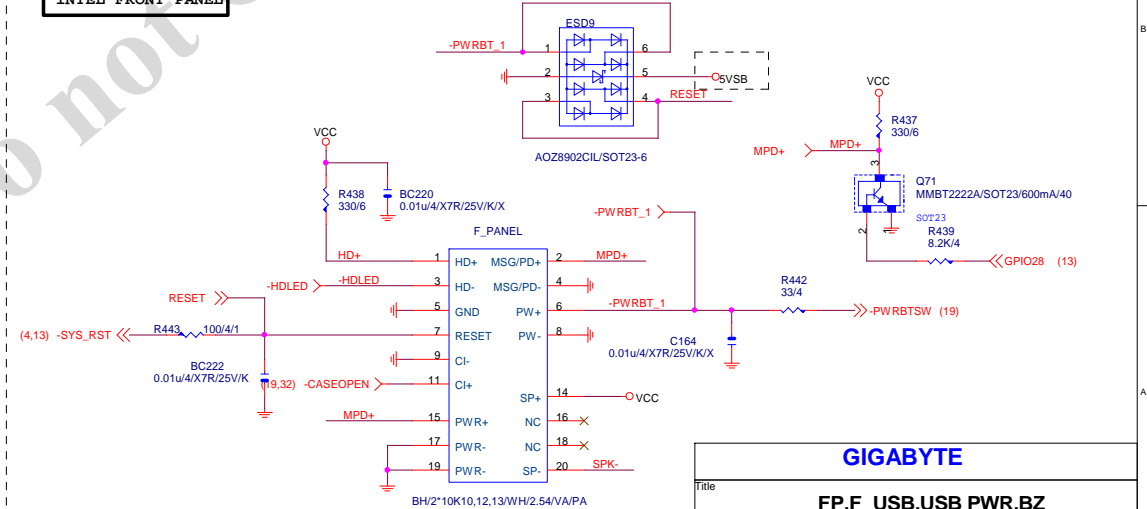 INTEL FRONT PANEL
o not
B
ESD9
-PWRBT_1
1
6
2
5
5VSB
3
4
RESET
AOZ8902CIL/SOT23-6
VCC
R437
330/6
MPD+
MPD+
3
Q71
MMBT2222A/SOT23/600mA/40
SOT23
2
1
R439
8.2K/4
GPIO28 (13)
VCC
R438
330/6
BC220
0.01u/4/X7R/25V/K/X
-PWRBT_1
F_PANEL
HD+ 1 HD+ MSG/PD+ 2 MPD+
-HDLED -HDLED 3 HD- MSG/PD- 4
RESET
5 GND PW+ 6 -PWRBT_1
R442
33/4
-PWRBTSW (19)
(4,13) -SYS_RST R443 100/4/1 7 RESET PW- 8
C164
0.01u/4/X7R/25V/K/X
9 CI-
BC222
0.01u/4/X7R/25V/K
(19,32) -CASEOPEN 11 CI+
SP+ 14 VCC
MPD+ 15 PWR+ NC 16
17 PWR- NC 18
19 PWR- SP- 20 SPK-
BH/2*10K10,12,13/WH/2.54/VA/PA
A
GIGABYTE
Title
FP,F_USB,USB PWR,BZ